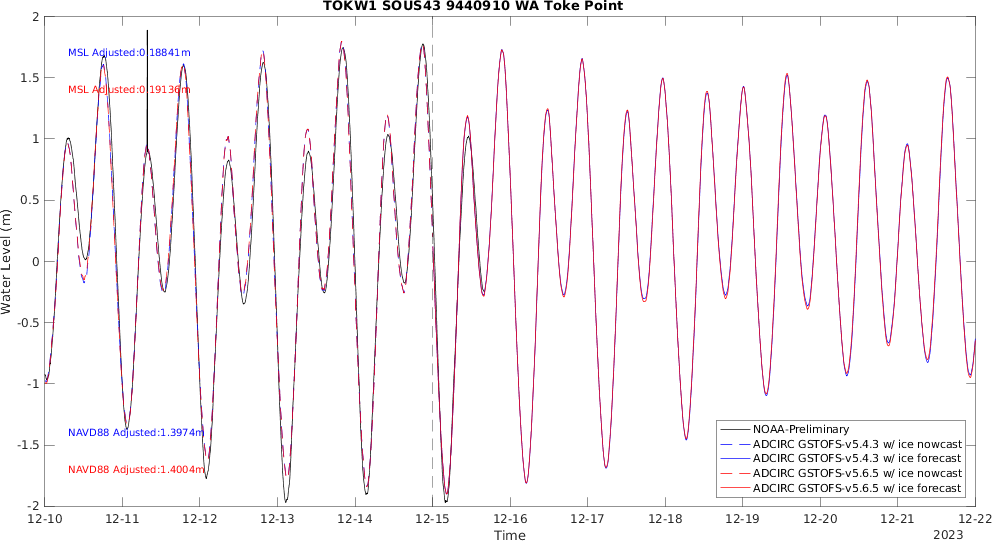 TOKW1 SOUS43 9440910 WA Toke Point
2
1.5
1
0.5
0
-0.5
-1
-1.5
-2
Water Level (m)
MSL Adjusted:0.18841m
MSL Adjusted:0.19136m
NAVD88 Adjusted:1.3974m
NAVD88 Adjusted:1.4004m
NOAA-Preliminary
ADCIRC GSTOFS-v5.4.3 w/ ice nowcast
ADCIRC GSTOFS-v5.4.3 w/ ice forecast
ADCIRC GSTOFS-v5.6.5 w/ ice nowcast
ADCIRC GSTOFS-v5.6.5 w/ ice forecast
12-10 12-11 12-12 12-13 12-14 12-15 12-16 12-17 12-18 12-19 12-20 12-21 12-22
Time
2023